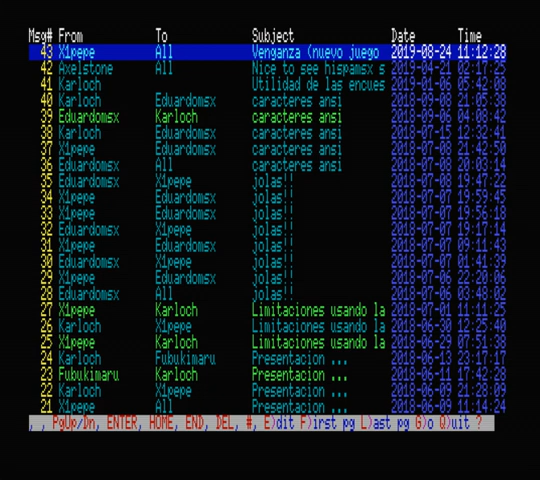 Msg# From To Subject Date Time
43 X1pepe All Venganza (nuevo juego 2019-08-24 11:12:28
42 Axelstone All Nice to see hispamsx s 2019-04-21 02:17:25
41 Karloch Utilidad de las encues 2019-01-06 05:42:08
40 Karloch Eduardomsx caracteres ansi 2018-09-08 21:05:38
39 Eduardomsx Karloch caracteres ansi 2018-09-06 04:08:42
38 Karloch Eduardomsx caracteres ansi 2018-07-15 12:32:41
37 X1pepe Eduardomsx caracteres ansi 2018-07-08 21:42:50
36 Eduardomsx All caracteres ansi 2018-07-08 20:03:14
35 Eduardomsx X1pepe jolas!! 2018-07-08 19:47:22
34 X1pepe Eduardomsx jolas!! 2018-07-07 19:59:45
33 X1pepe Eduardomsx jolas!! 2018-07-07 19:56:18
32 X1pepe Eduardomsx jolas!! 2018-07-07 19:17:14
31 Eduardomsx X1pepe jolas!! 2018-07-07 09:11:43
30 Eduardomsx X1pepe jolas!! 2018-07-07 01:41:39
29 X1pepe Eduardomsx jolas!! 2018-07-06 22:20:06
28 Eduardomsx All jolas!! 2018-07-06 03:48:02
27 X1pepe Karloch Limitaciones usando la 2018-07-01 11:11:25
26 Karloch X1pepe Limitaciones usando la 2018-06-30 12:25:40
25 X1pepe Karloch Limitaciones usando la 2018-06-29 07:51:38
24 Karloch Fubukimaru Presentacion ... 2018-06-13 23:17:17
23 Fubukimaru Karloch Presentacion ... 2018-06-11 17:42:28
22 Karloch X1pepe Presentacion ... 2018-06-09 21:28:09
21 X1pepe All Presentacion ... 2018-06-09 11:14:24
, , PgUp/Dn, ENTER, HOME, END, DEL, #, E)dit F)irst pg L)ast pg G)o Q)uit ?